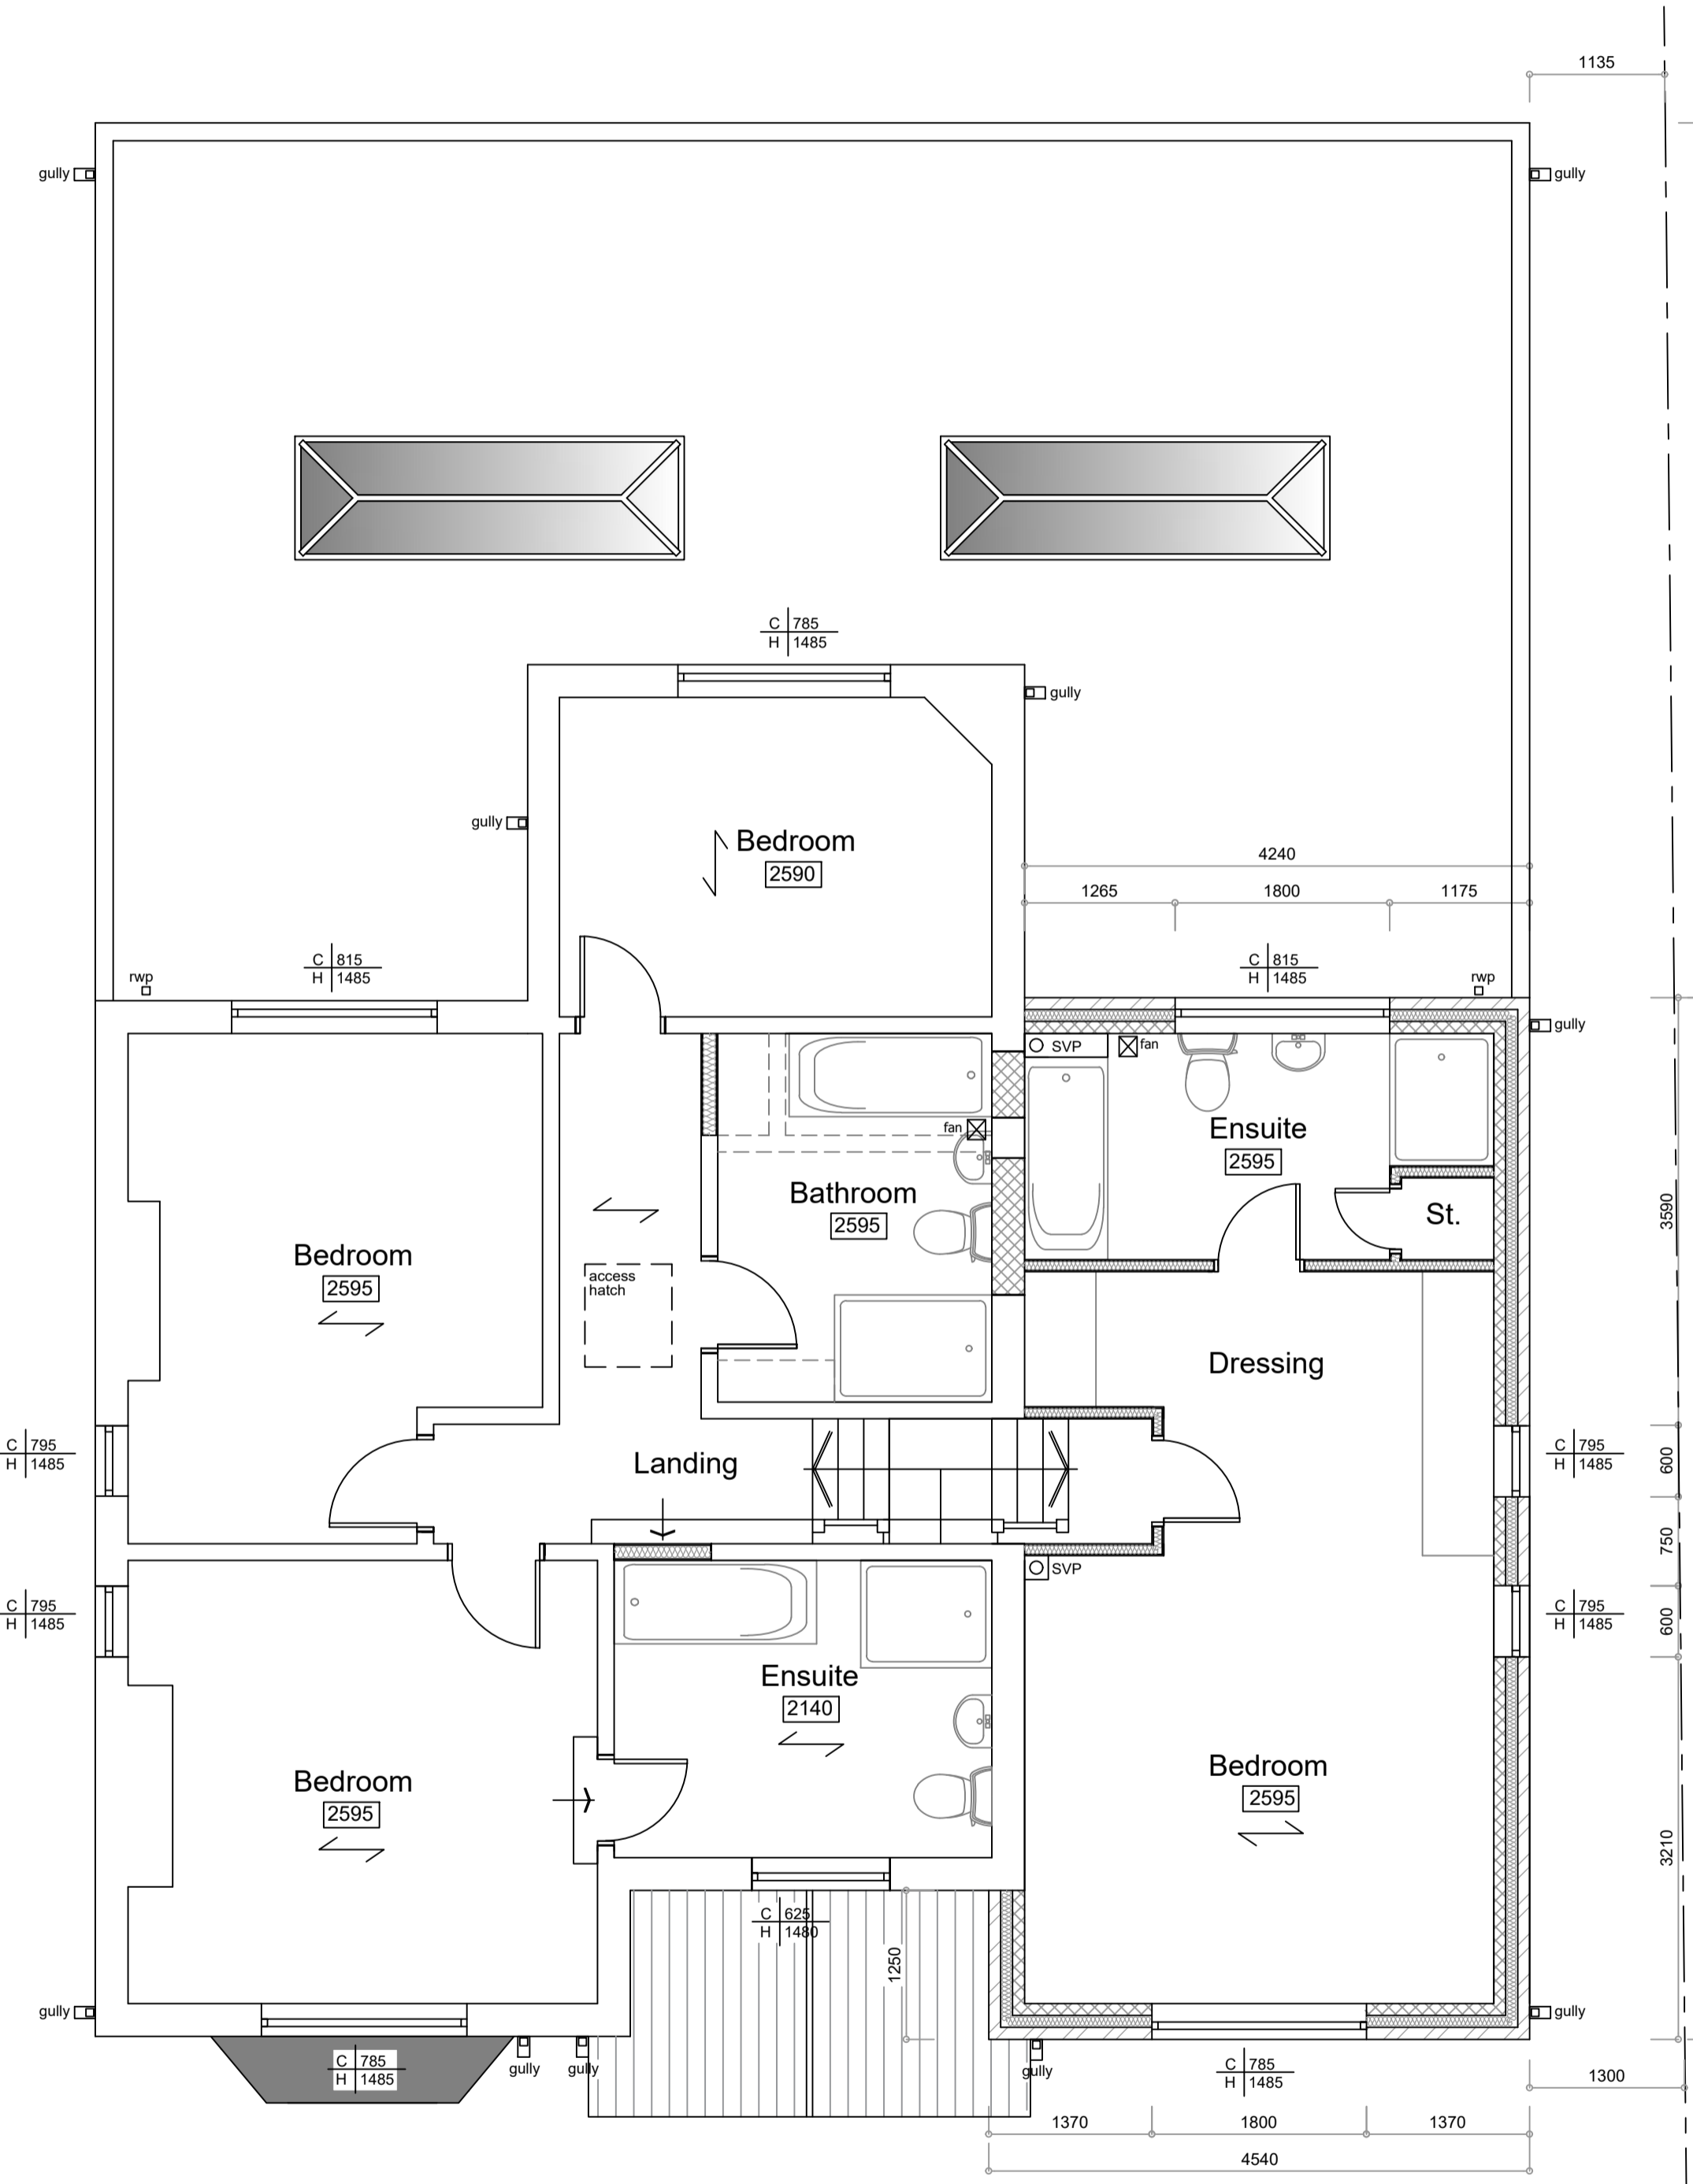 1135
gully
gully
C 785
H 1485
gully
gully
Bedroom
2590
4240
1265 1800 1175
C 815
H 1485
C 815
H 1485
rwp
rwp
gully
SVP
fan
fan
Ensuite
2595
Bathroom
2595
St.
3590
Bedroom
2595
access
hatch
Dressing
C 795
H 1485
Landing
C 795
H 1485
600
750
SVP
C 795
H 1485
C 795
H 1485
600
Ensuite
2140
Bedroom
2595
Bedroom
2595
3210
C 625
H 1480
1250
gully
gully
C 785
H 1485
gully
gully
gully
C 785
H 1485
1300
1370 1800 1370
4540